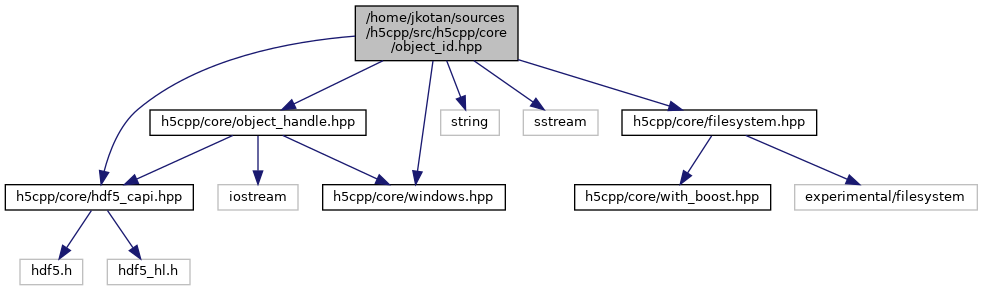 /home/jkotan/sources
/h5cpp/src/h5cpp/core
/object_id.hpp
h5cpp/core/object_handle.hpp
string
sstream
h5cpp/core/filesystem.hpp
h5cpp/core/hdf5_capi.hpp
iostream
h5cpp/core/windows.hpp
h5cpp/core/with_boost.hpp
experimental/filesystem
hdf5.h
hdf5_hl.h